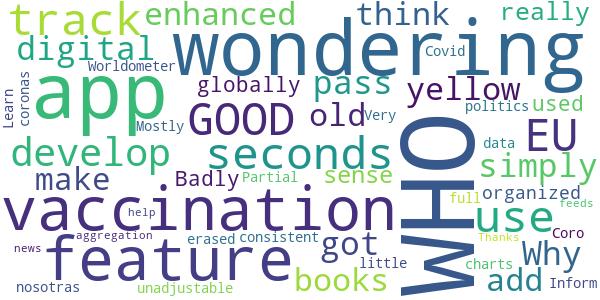 track enhanced think really
digital wondering Covid
Worldometer
Learn coronas app globally pass yellow
Mostly GOOD old Very politics used
develop seconds WHO data EU
make Badly Partial sense simply
vaccination help full organized feeds
feature aggregation erased consistent got use Thanks Coro
news little Why charts
nosotras unadjustable books add Inform